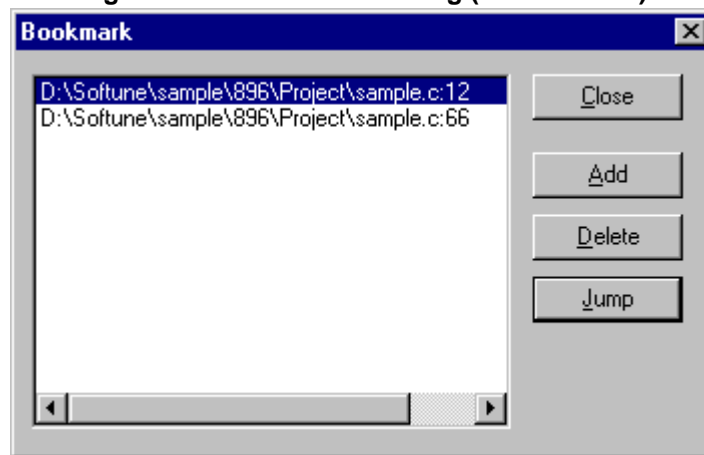 Bookmark
D:\Softune\sample\896\Project\sample.c:12
D:\Softune\sample\896\Project\sample.c:66
Close
Add
Delete
Jump